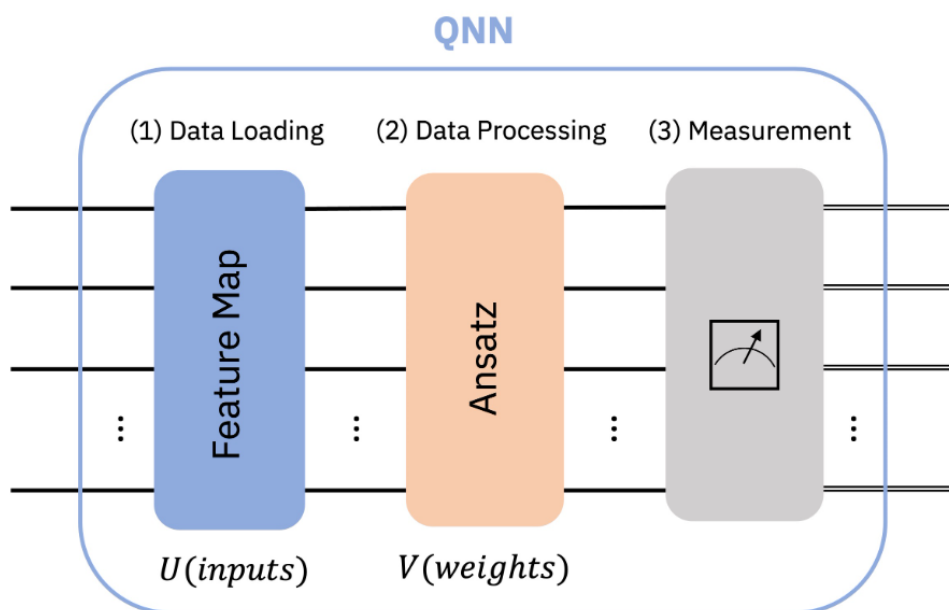 QNN
(1) Data Loading
(2) Data Processing
(3) Measurement
Feature Map
Ansatz
U(inputs)
V(weights)